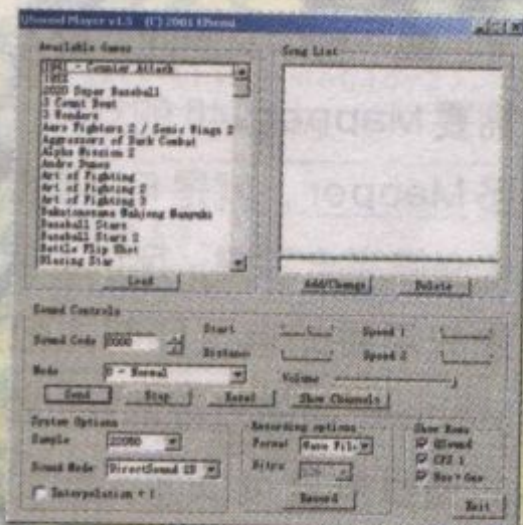 QSound Player v1.5 (C) 2001
Available Games
Song List
1941 - Counter Attack
2020 Super Baseball
3 Count Bout
3 Wonders
Aero Fighters 2 / Sonic Wings 2
Aggressors of Dark Combat
Alpha Mission 2
Andro Dunos
Art of Fighting
Art of Fighting 2
Art of Fighting 3
Bakatonosama Mahjong Manyuki
Baseball Stars
Baseball Stars 2
Battle Flip Shot
Blazing Star
Load
Add/Change
Delete
Sound Controls
Sound Code 0000
Start
Speed 1
Distance
Speed 2
Mode 0 - Normal
Volume
Send
Stop
Reset
Show Channels
System Options
Sample 22050
Sound Mode DirectSound
Interpolation
Recording options
Format Wave File
Bitra
Record
Show Roms
QSound
CPS 1
Neo-Geo
Exit
Mapper
Mapper